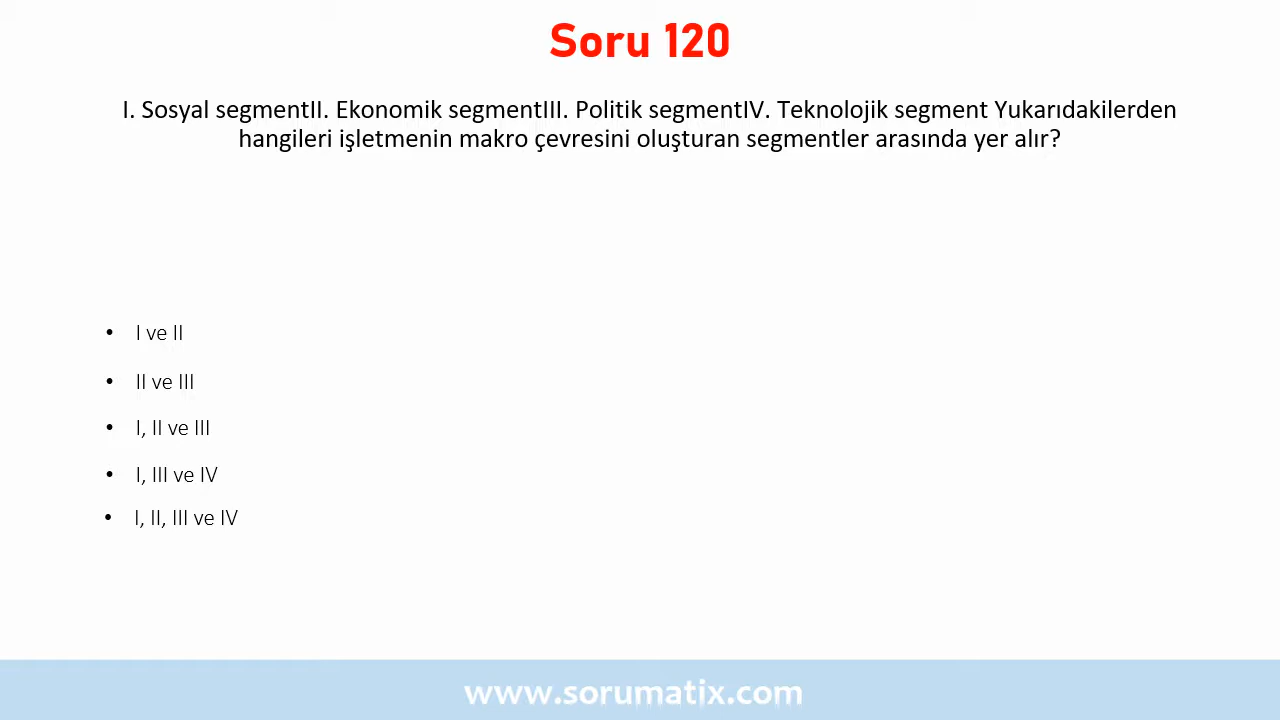 Soru 120
I. Sosyal segmentII. Ekonomik segmentIII. Politik segmentIV. Teknolojik segment Yukarıdakilerden
hangileri işletmenin makro çevresini oluşturan segmentler arasında yer alır?
• I ve II
• II ve III
• I, II ve III
• I, III ve IV
• I, II, III ve IV
www.sorumatix.com